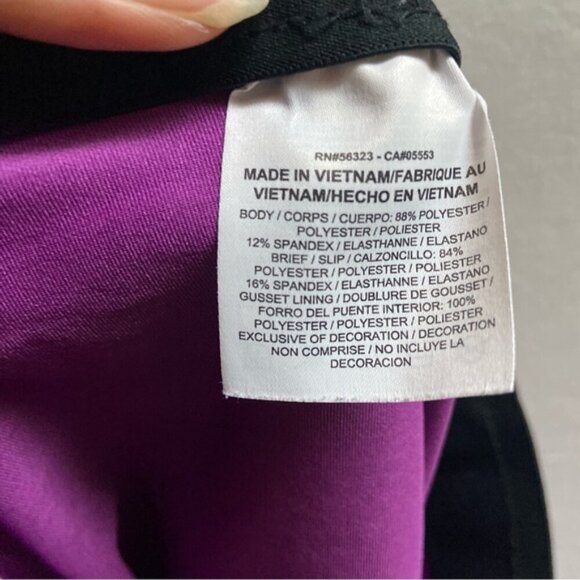 RN#56323 - CA#05553
MADE IN VIETNAM/FABRIQUE AU
VIETNAM/HECHO EN VIETNAM
BODY / CORPS / CUERPO: 88% POLYESTER /
POLYESTER / POLIESTER
12% SPANDEX / ELASTHANNE / ELASTANO
BRIEF / SLIP / CALZONCILLO: 84%
POLYESTER / POLYESTER / POLIESTER
16% SPANDEX / ELASTHANNE / ELASTANO
GUSSET LINING / DOUBLURE DE GOUSSET /
FORRO DEL PUENTE INTERIOR: 100%
POLYESTER / POLYESTER / POLIESTER
EXCLUSIVE OF DECORATION / DECORATION
NON COMPRISE / NO INCLUYE LA
DECORACION